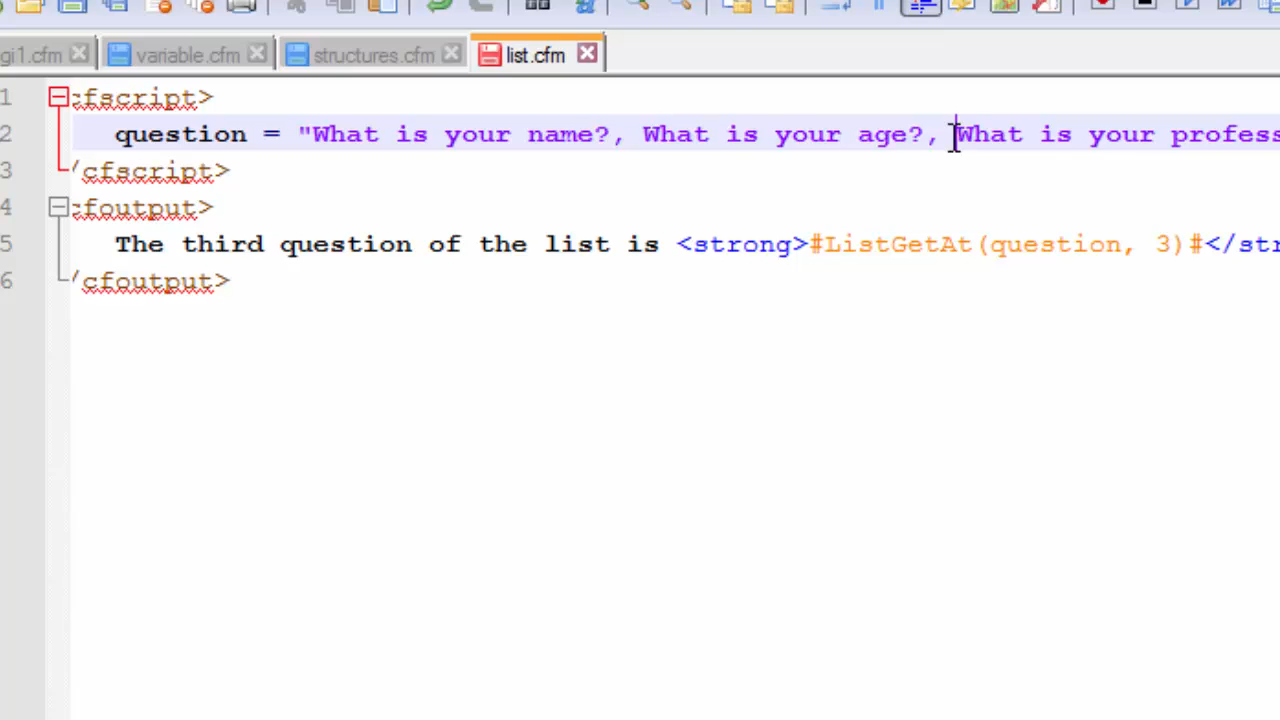 gi1.cfm variable.cfm structures.cfm list.cfm
1 cfscript>
2 question = "What is your name?, What is your age?, What is your profess
3 /cfscript>
4 cfoutput>
5 The third question of the list is <strong>#ListGetAt(question, 3)#</str
6 /cfoutput>